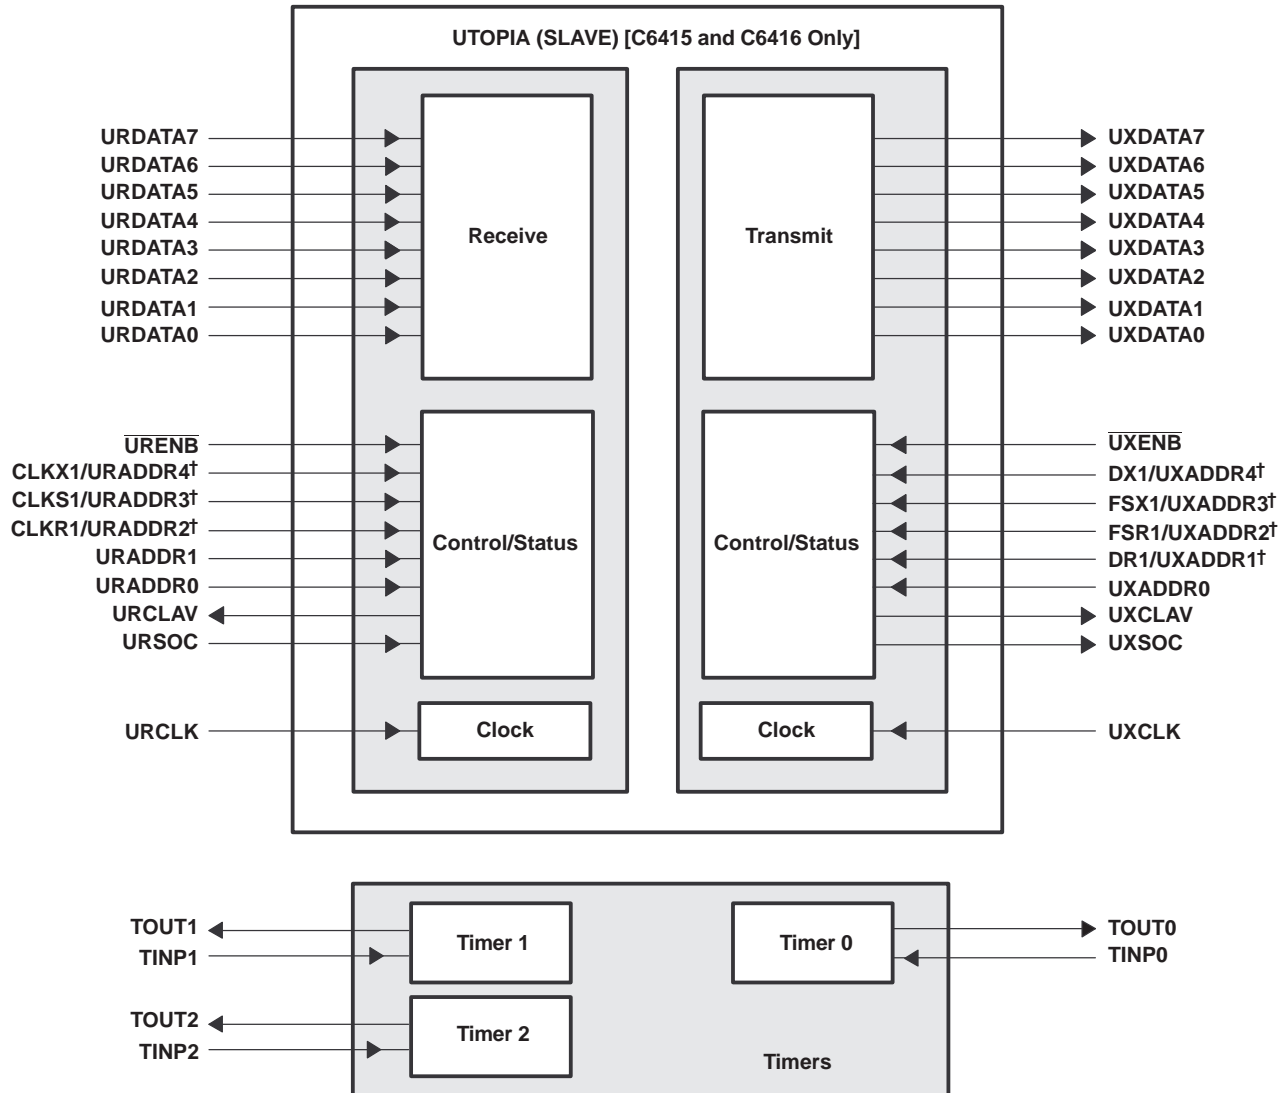 UTOPIA (SLAVE) [C6415 and C6416 Only]
URDATA7
URDATA6
URDATA5
URDATA4
URDATA3
URDATA2
URDATA1
URDATA0
Receive
Transmit
UXDATA7
UXDATA6
UXDATA5
UXDATA4
UXDATA3
UXDATA2
UXDATA1
UXDATA0
URENB
CLKX1/URADDR4†
CLKS1/URADDR3†
CLKR1/URADDR2†
URADDR1
URADDR0
URCLAV
URSOC
Control/Status
Control/Status
UXENB
DX1/UXADDR4†
FSX1/UXADDR3†
FSR1/UXADDR2†
DR1/UXADDR1†
UXADDR0
UXCLAV
UXSOC
URCLK
Clock
Clock
UXCLK
TOUT1
TINP1
Timer 1
Timer 0
TOUT0
TINP0
TOUT2
TINP2
Timer 2
Timers